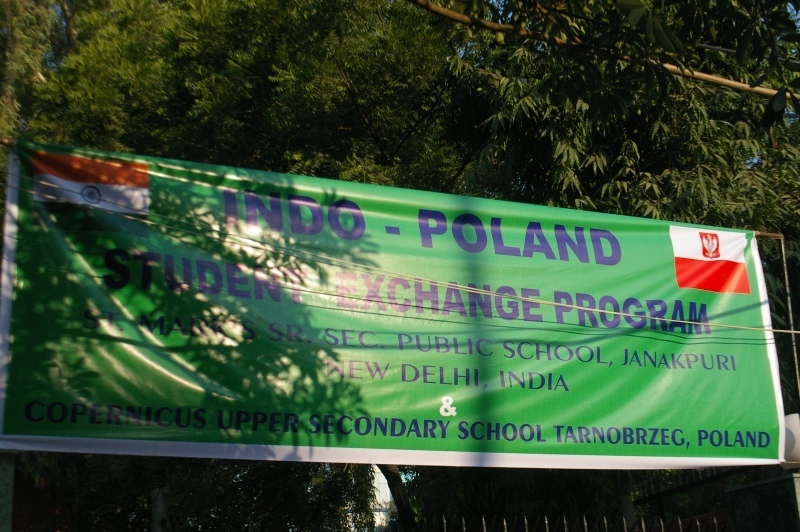 INDO - POLAND
STUDENT EXCHANGE PROGRAM
ST. MARK'S SR. SEC. PUBLIC SCHOOL, JANAKPURI
NEW DELHI, INDIA
&
COPERNICUS UPPER SECONDARY SCHOOL TARNOBRZEG, POLAND